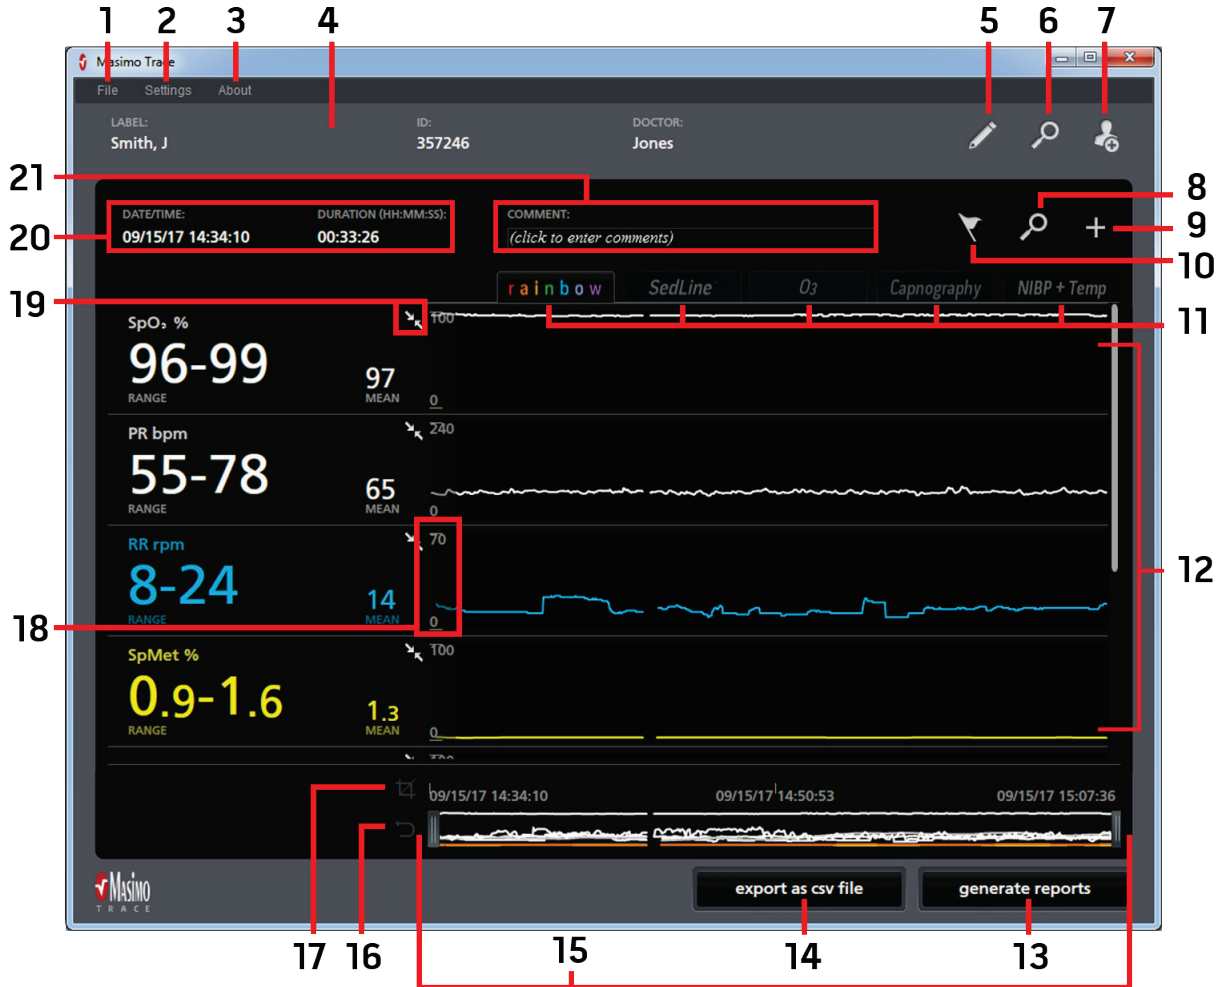 1 2 3 4 5 6 7
Masimo Trace
File Settings About
LABEL: ID: DOCTOR:
Smith, J 357246 Jones
21
8
DATE/TIME: DURATION (HH:MM:SS): COMMENT:
20 09/15/17 14:34:10 00:33:26 (click to enter comments) 9
10
rainbow SedLine O3 Capnography NIBP + Temp
19
11
SpO₂ % 100
96-99 97
RANGE MEAN 0
PR bpm 240
55-78 65
RANGE MEAN 0
RR rpm 70
12
8-24 14
RANGE MEAN 0
18
SpMet % 100
0.9-1.6 1.3
RANGE MEAN 0
09/15/17 14:34:10 09/15/17 14:50:53 09/15/17 15:07:36
Masimo
TRACE
export as csv file generate reports
17 16 15 14 13